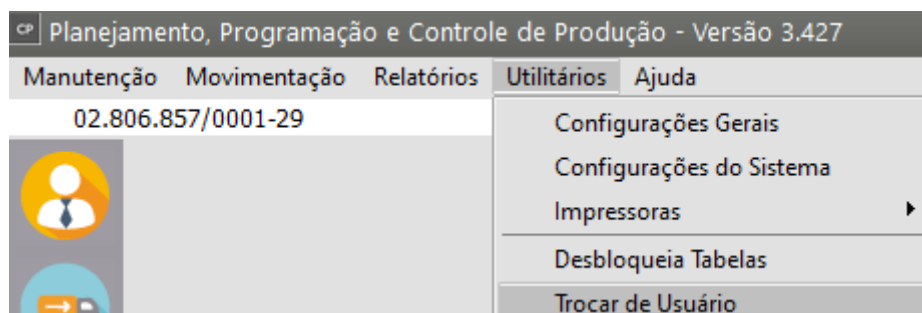 CP Planejamento, Programação e Controle de Produção - Versão 3.427
Manutenção Movimentação Relatórios Utilitários Ajuda
02.806.857/0001-29
Configurações Gerais
Configurações do Sistema
Impressoras
Desbloqueia Tabelas
Trocar de Usuário